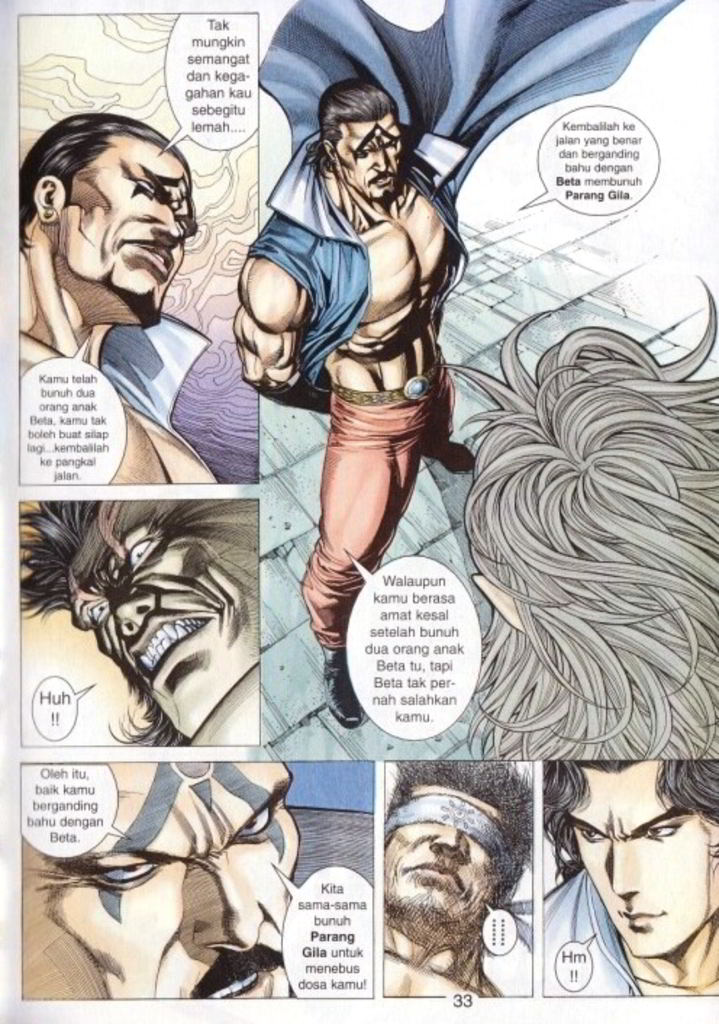 Tak
mungkin
semangat
dan kega-
gahan kau
sebegitu
lemah....
Kamu telah
bunuh dua
orang anak
Beta, kamu tak
boleh buat silap
lagi...kembalilah
ke pangkal
jalan.
Kembalilah ke
jalan yang benar
dan berganding
bahu dengan
Beta membunuh
Parang Gila.
Walaupun
kamu berasa
amat kesal
setelah bunuh
dua orang anak
Beta tu, tapi
Beta tak per-
nah salahkan
kamu.
Huh
!!
Oleh itu,
baik kamu
berganding
bahu dengan
Beta.
Kita
sama-sama
bunuh
Parang
Gila untuk
menebus
dosa kamu!
Hm
!!
33